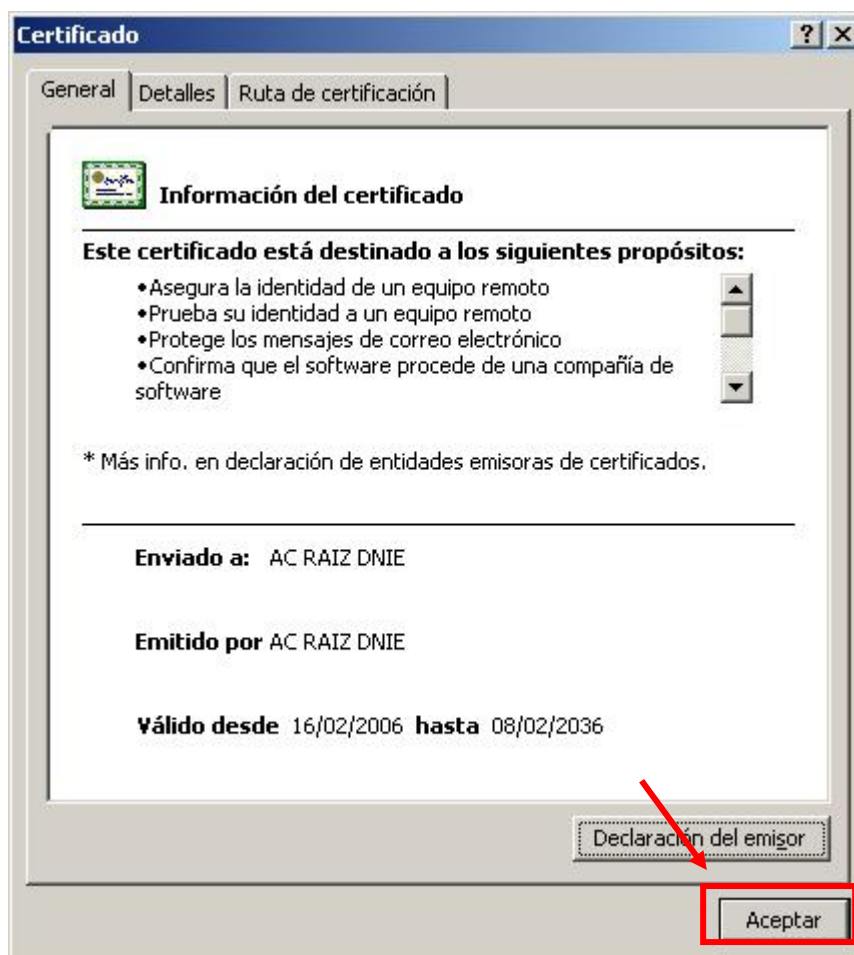 Certificado
General Detalles Ruta de certificación
Información del certificado
Este certificado está destinado a los siguientes propósitos:
•Asegura la identidad de un equipo remoto
•Prueba su identidad a un equipo remoto
•Protege los mensajes de correo electrónico
•Confirma que el software procede de una compañía de
software
* Más info. en declaración de entidades emisoras de certificados.
Enviado a: AC RAIZ DNIE
Emitido por AC RAIZ DNIE
Válido desde 16/02/2006 hasta 08/02/2036
Declaración del emisor
Aceptar